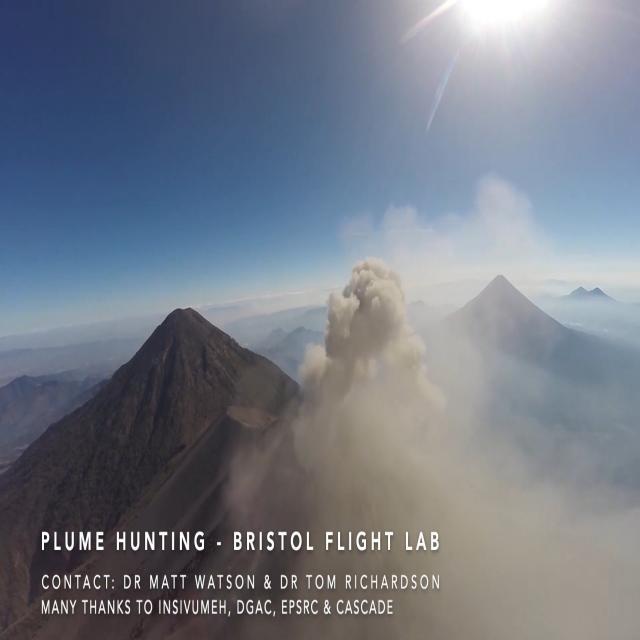 PLUME HUNTING - BRISTOL FLIGHT LAB
CONTACT: DR MATT WATSON & DR TOM RICHARDSON
MANY THANKS TO INSIVUMEH, DGAC, EPSRC & CASCADE